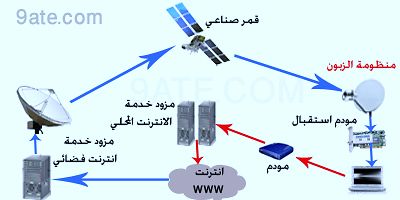 9ate.com
قمر صناعي
منظومة الزبون
9ATE.COM
مزود خدمة
الانترنت المحلي
مودم استقبال
مزود خدمة
انترنت فضائي
مودم
انترنت
WWW